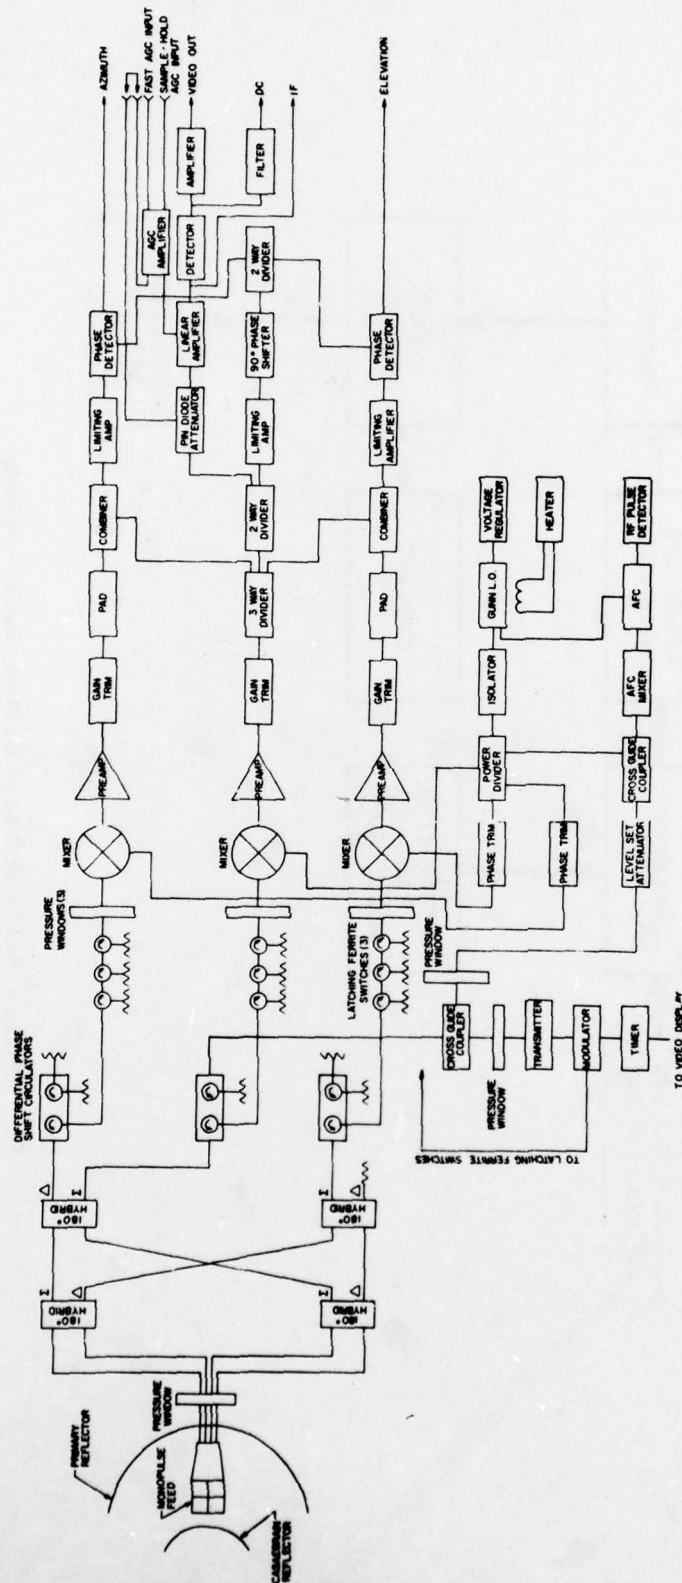 PRIMARY
REFLECTOR
CASSEGRAIN
REFLECTOR
MONOPULSE
FEED
PRESSURE
WINDOW
180°
HYBRID
Σ
Δ
180°
HYBRID
Σ
Δ
180°
HYBRID
Δ
Σ
180°
HYBRID
Σ
Δ
DIFFERENTIAL PHASE
SHIFT CIRCULATORS
PRESSURE
WINDOWS (3)
LATCHING FERRITE
SWITCHES (3)
MIXER
PREAMP
GAIN
TRIM
PAD
COMBINER
LIMITING
AMP
PHASE
DETECTOR
AZIMUTH
FAST AGC INPUT
SAMPLE-HOLD
AGC INPUT
AGC
AMPLIFIER
PIN DIODE
ATTENUATOR
LINEAR
AMPLIFIER
DETECTOR
AMPLIFIER
VIDEO OUT
FILTER
DC
IF
MIXER
PREAMP
GAIN
TRIM
3 WAY
DIVIDER
2 WAY
DIVIDER
LIMITING
AMP
90° PHASE
SHIFTER
2 WAY
DIVIDER
MIXER
PREAMP
GAIN
TRIM
PAD
COMBINER
LIMITING
AMPLIFIER
PHASE
DETECTOR
ELEVATION
PHASE TRIM
POWER
DIVIDER
ISOLATOR
GUNN L.O.
VOLTAGE
REGULATOR
HEATER
PHASE TRIM
LEVEL SET
ATTENUATOR
CROSS GUIDE
COUPLER
AFC
MIXER
AFC
RF PULSE
DETECTOR
PRESSURE
WINDOW
CROSS GUIDE
COUPLER
PRESSURE
WINDOW
TRANSMITTER
MODULATOR
TIMER
TO VIDEO DISPLAY
TO LATCHING FERRITE SWITCHES